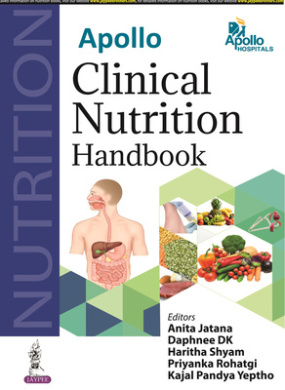 NUTRITION
Apollo
HOSPITALS
Apollo
Clinical
Nutrition
Handbook
Editors
Anita Jatana
Daphnee DK
Haritha Shyam
Priyanka Rohatgi
Kajal Pandya Yeptho
JAYPEE